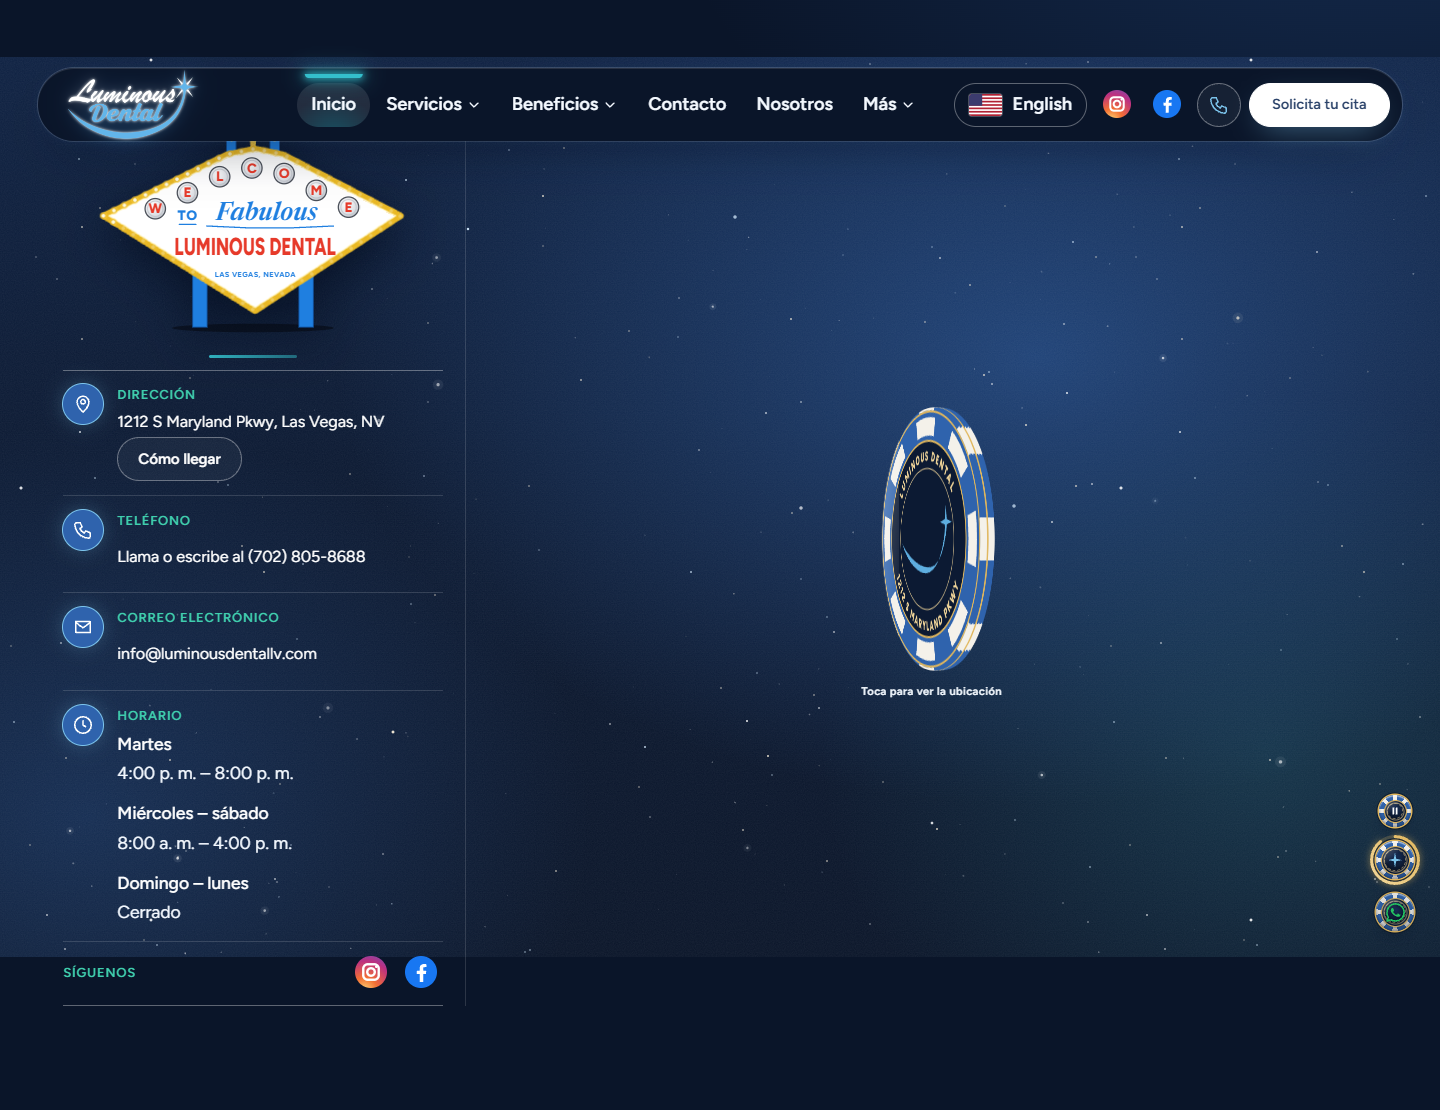 Luminous
Dental
Inicio
Servicios
Beneficios
Contacto
Nosotros
Más
English
Solicita tu cita
WELCOME
TO Fabulous
LUMINOUS DENTAL
LAS VEGAS, NEVADA
DIRECCIÓN
1212 S Maryland Pkwy, Las Vegas, NV
Cómo llegar
TELÉFONO
Llama o escribe al (702) 805-8688
CORREO ELECTRÓNICO
info@luminousdentallv.com
HORARIO
Martes
4:00 p. m. – 8:00 p. m.
Miércoles – sábado
8:00 a. m. – 4:00 p. m.
Domingo – lunes
Cerrado
SÍGUENOS
LUMINOUS DENTAL
1212 S MARYLAND PKWY
Toca para ver la ubicación